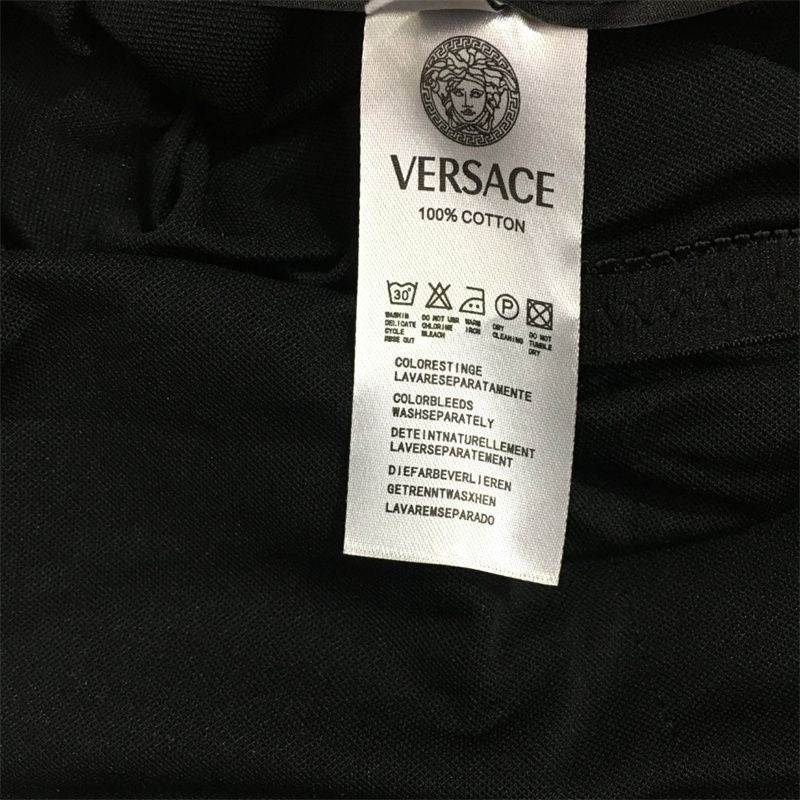 VERSACE
100% COTTON
30°
P
WASHIN DO NOT USR WARM DRY DO NOT
DELICATE CHLORINE IRON CLEANING TUMBLE
CYCLE BLEACH DRY
RINSE OUT
COLORESTINGE
LAVARESEPARATAMENTE
COLORBLEEDS
WASHSEPARATELY
DETEINTNATURELLEMENT
LAVERSEPARATEMENT
DIEFARBEVERLIEREN
GETRENNTWASXHEN
LAVAREMSEPARADO